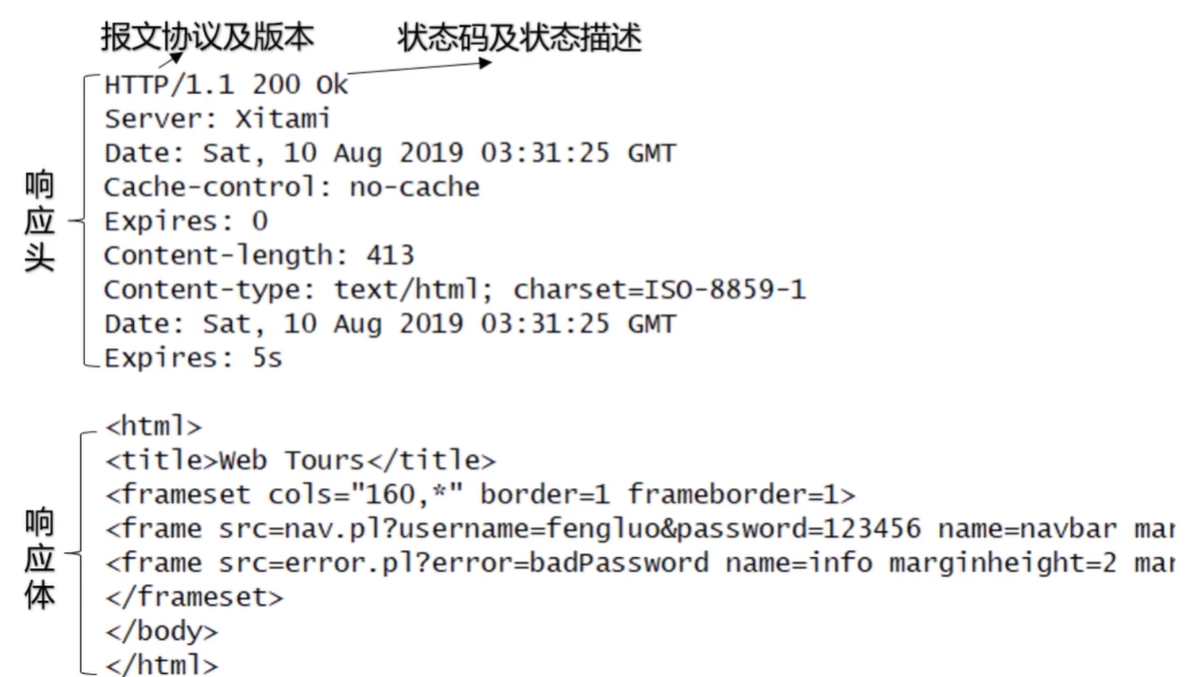 报文协议及版本 状态码及状态描述
HTTP/1.1 200 Ok
Server: Xitami
Date: Sat, 10 Aug 2019 03:31:25 GMT
Cache-control: no-cache
响应头
Expires: 0
Content-length: 413
Content-type: text/html; charset=ISO-8859-1
Date: Sat, 10 Aug 2019 03:31:25 GMT
Expires: 5s
<html>
<title>Web Tours</title>
<frameset cols="160,*" border=1 frameborder=1>
<frame src=nav.pl?username=fengluo&password=123456 name=navbar mar
响应体
<frame src=error.pl?error=badPassword name=info marginheight=2 mar
</frameset>
</body>
</html>